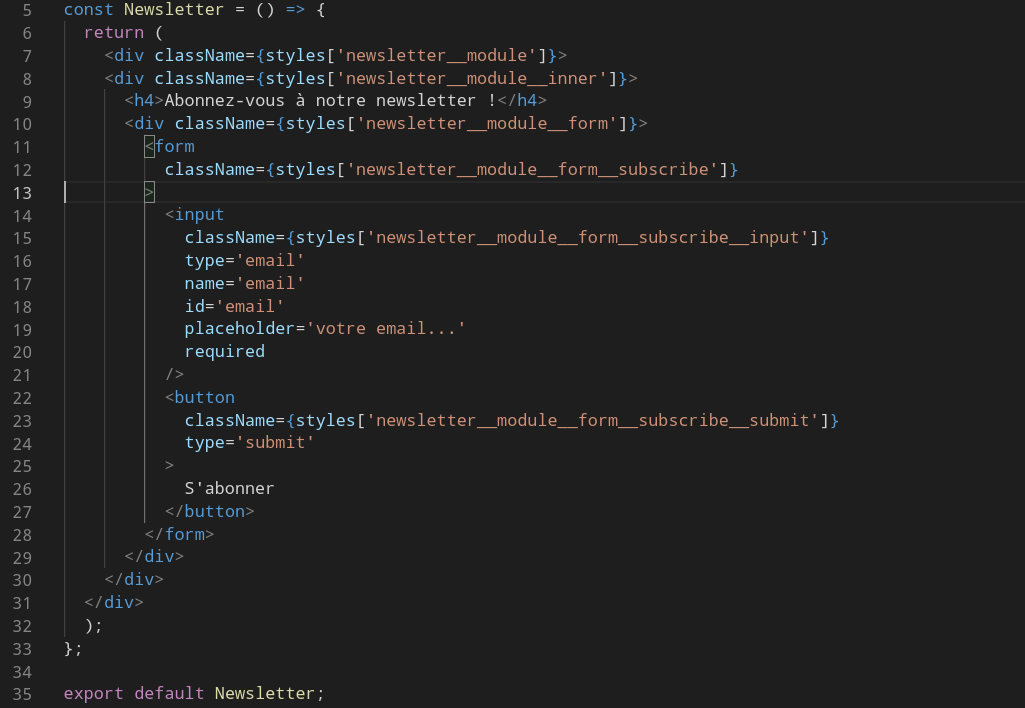 5 const Newsletter = () => {
6 return (
7 <div className={styles['newsletter__module']}>
8 <div className={styles['newsletter__module__inner']}>
9 <h4>Abonnez-vous à notre newsletter !</h4>
10 <div className={styles['newsletter__module__form']}>
11 <form
12 className={styles['newsletter__module__form__subscribe']}
13 >
14 <input
15 className={styles['newsletter__module__form__subscribe__input']}
16 type='email'
17 name='email'
18 id='email'
19 placeholder='votre email...'
20 required
21 />
22 <button
23 className={styles['newsletter__module__form__subscribe__submit']}
24 type='submit'
25 >
26 S'abonner
27 </button>
28 </form>
29 </div>
30 </div>
31 </div>
32 );
33 };
34
35 export default Newsletter;